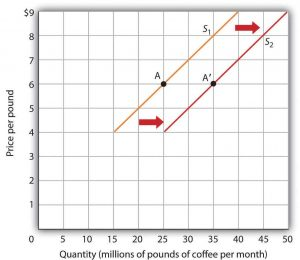 $9
8
7
6
5
4
3
2
1
0
Price per pound
S1
S2
A
A′
5 10 15 20 25 30 35 40 45 50
Quantity (millions of pounds of coffee per month)